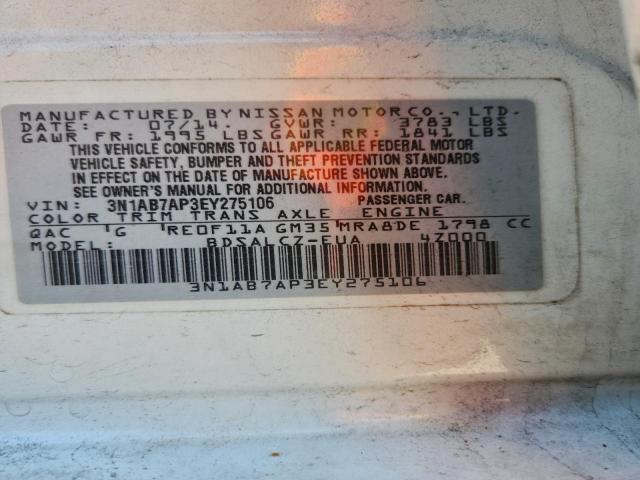 MANUFACTURED BY NISSAN MOTOR CO., LTD.
DATE: 07/14. GVWR: 3783 LBS
GAWR FR: 1995 LBS GAWR RR: 1841 LBS
THIS VEHICLE CONFORMS TO ALL APPLICABLE FEDERAL MOTOR
VEHICLE SAFETY, BUMPER AND THEFT PREVENTION STANDARDS
IN EFFECT ON THE DATE OF MANUFACTURE SHOWN ABOVE.
SEE OWNER'S MANUAL FOR ADDITIONAL INFORMATION.
VIN: 3N1AB7AP3EY275106 PASSENGER CAR.
COLOR TRIM TRANS AXLE ENGINE
QAC 'G 'RE0F11A GM35 'MRA8DE 1798 CC
MODEL: BDSALCZ-EUA 4Z000
3N1AB7AP3EY275106